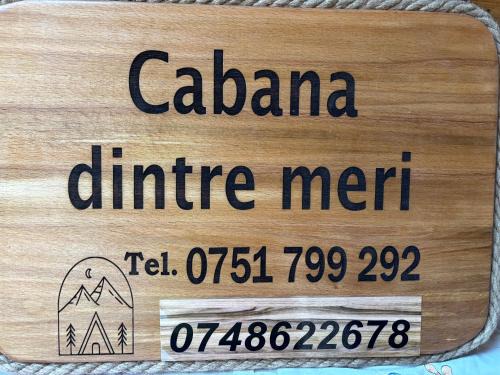 Cabana
dintre meri
Tel. 0751 799 292
0748622678